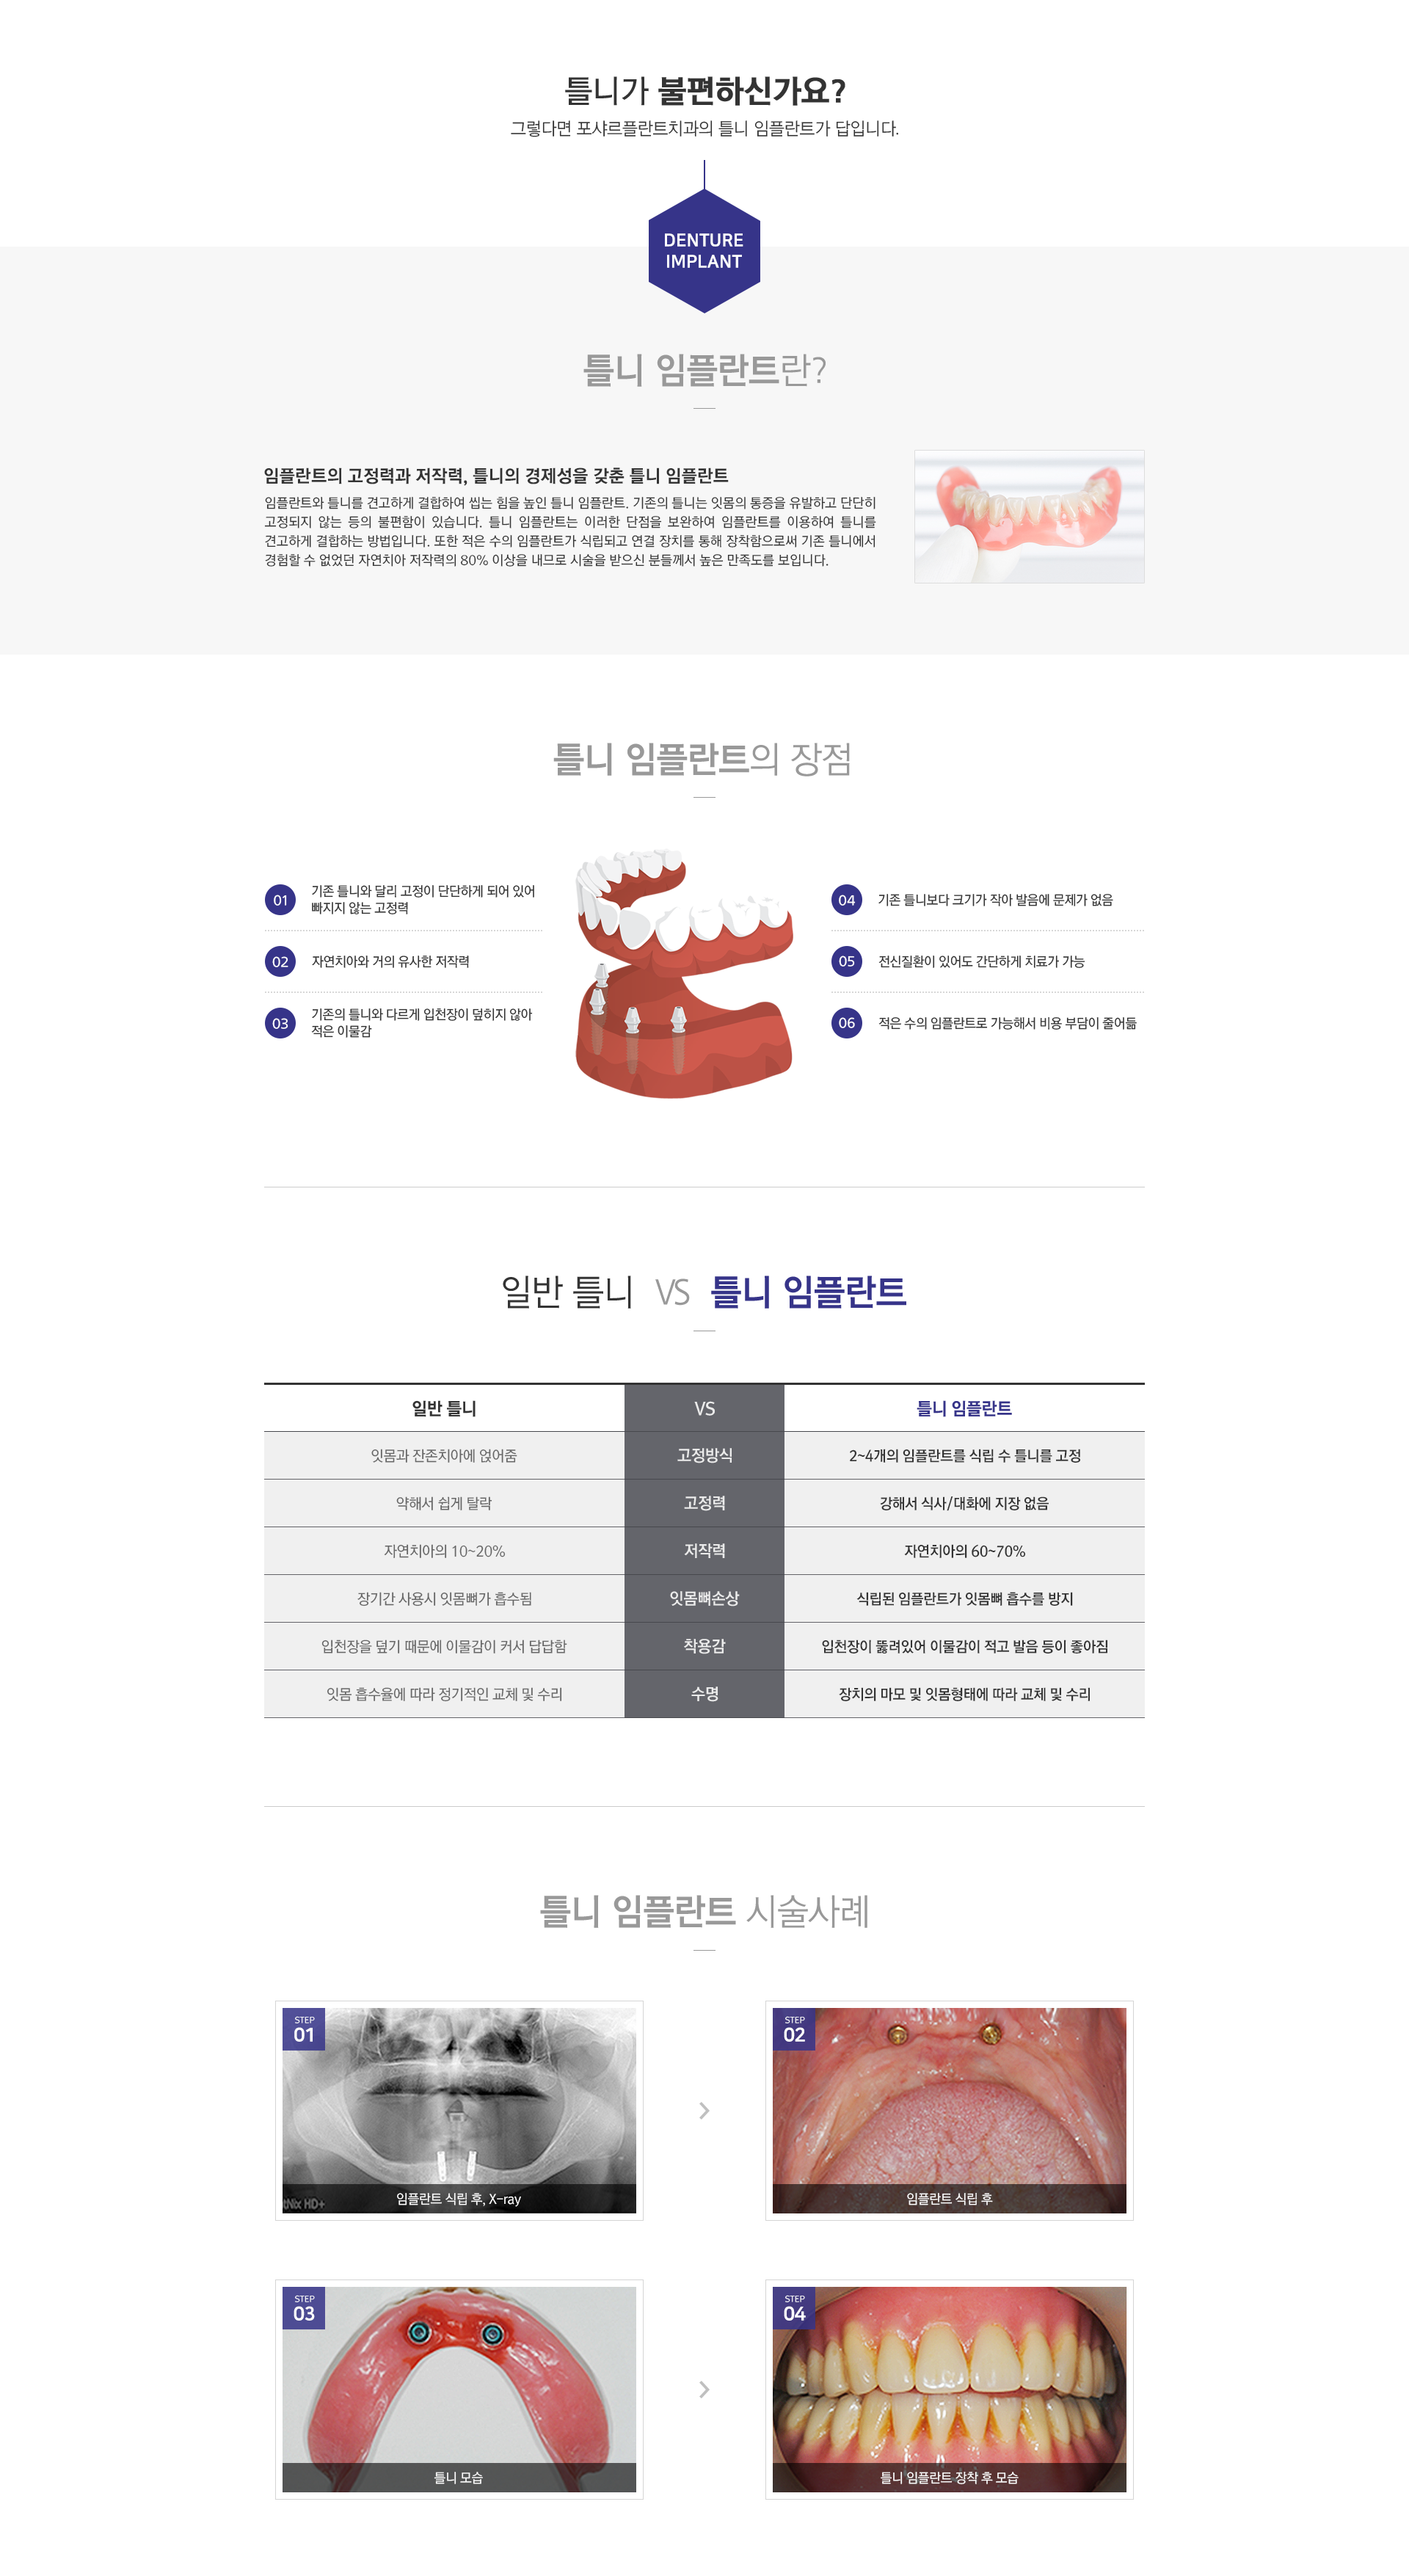 틀니가 불편하신가요?
그렇다면 포샤르플란트치과의 틀니 임플란트가 답입니다.
DENTURE
IMPLANT
틀니 임플란트란?
임플란트의 고정력과 저작력, 틀니의 경제성을 갖춘 틀니 임플란트
임플란트와 틀니를 견고하게 결합하여 씹는 힘을 높인 틀니 임플란트. 기존의 틀니는 잇몸의 통증을 유발하고 단단히
고정되지 않는 등의 불편함이 있습니다. 틀니 임플란트는 이러한 단점을 보완하여 임플란트를 이용하여 틀니를
견고하게 결합하는 방법입니다. 또한 적은 수의 임플란트가 식립되고 연결 장치를 통해 장착함으로써 기존 틀니에서
경험할 수 없었던 자연치아 저작력의 80% 이상을 내므로 시술을 받으신 분들께서 높은 만족도를 보입니다.
틀니 임플란트의 장점
01
기존 틀니와 달리 고정이 단단하게 되어 있어
빠지지 않는 고정력
02
자연치아와 거의 유사한 저작력
03
기존의 틀니와 다르게 입천장이 덮히지 않아
적은 이물감
04
기존 틀니보다 크기가 작아 발음에 문제가 없음
05
전신질환이 있어도 간단하게 치료가 가능
06
적은 수의 임플란트로 가능해서 비용 부담이 줄어듦
일반 틀니 VS 틀니 임플란트
일반 틀니 VS 틀니 임플란트
잇몸과 잔존치아에 얹어줌 고정방식 2~4개의 임플란트를 식립 수 틀니를 고정
약해서 쉽게 탈락 고정력 강해서 식사/대화에 지장 없음
자연치아의 10~20% 저작력 자연치아의 60~70%
장기간 사용시 잇몸뼈가 흡수됨 잇몸뼈손상 식립된 임플란트가 잇몸뼈 흡수를 방지
입천장을 덮기 때문에 이물감이 커서 답답함 착용감 입천장이 뚫려있어 이물감이 적고 발음 등이 좋아짐
잇몸 흡수율에 따라 정기적인 교체 및 수리 수명 장치의 마모 및 잇몸형태에 따라 교체 및 수리
틀니 임플란트 시술사례
STEP
01
tNix HD+
임플란트 식립 후, X-ray
STEP
02
임플란트 식립 후
STEP
03
틀니 모습
STEP
04
틀니 임플란트 장착 후 모습